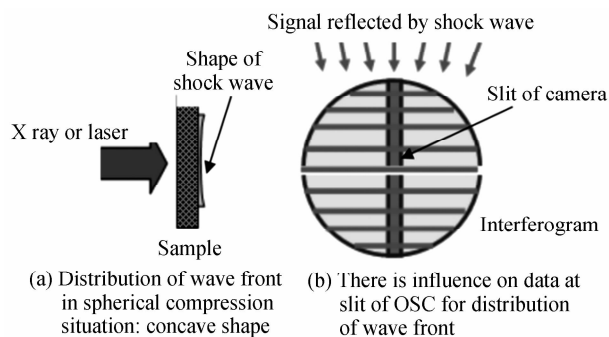 Signal reflected by shock wave
Shape of
shock wave
Slit of camera
X ray or laser
Interferogram
Sample
(a) Distribution of wave front
in spherical compression
situation: concave shape
(b) There is influence on data at
slit of OSC for distribution
of wave front